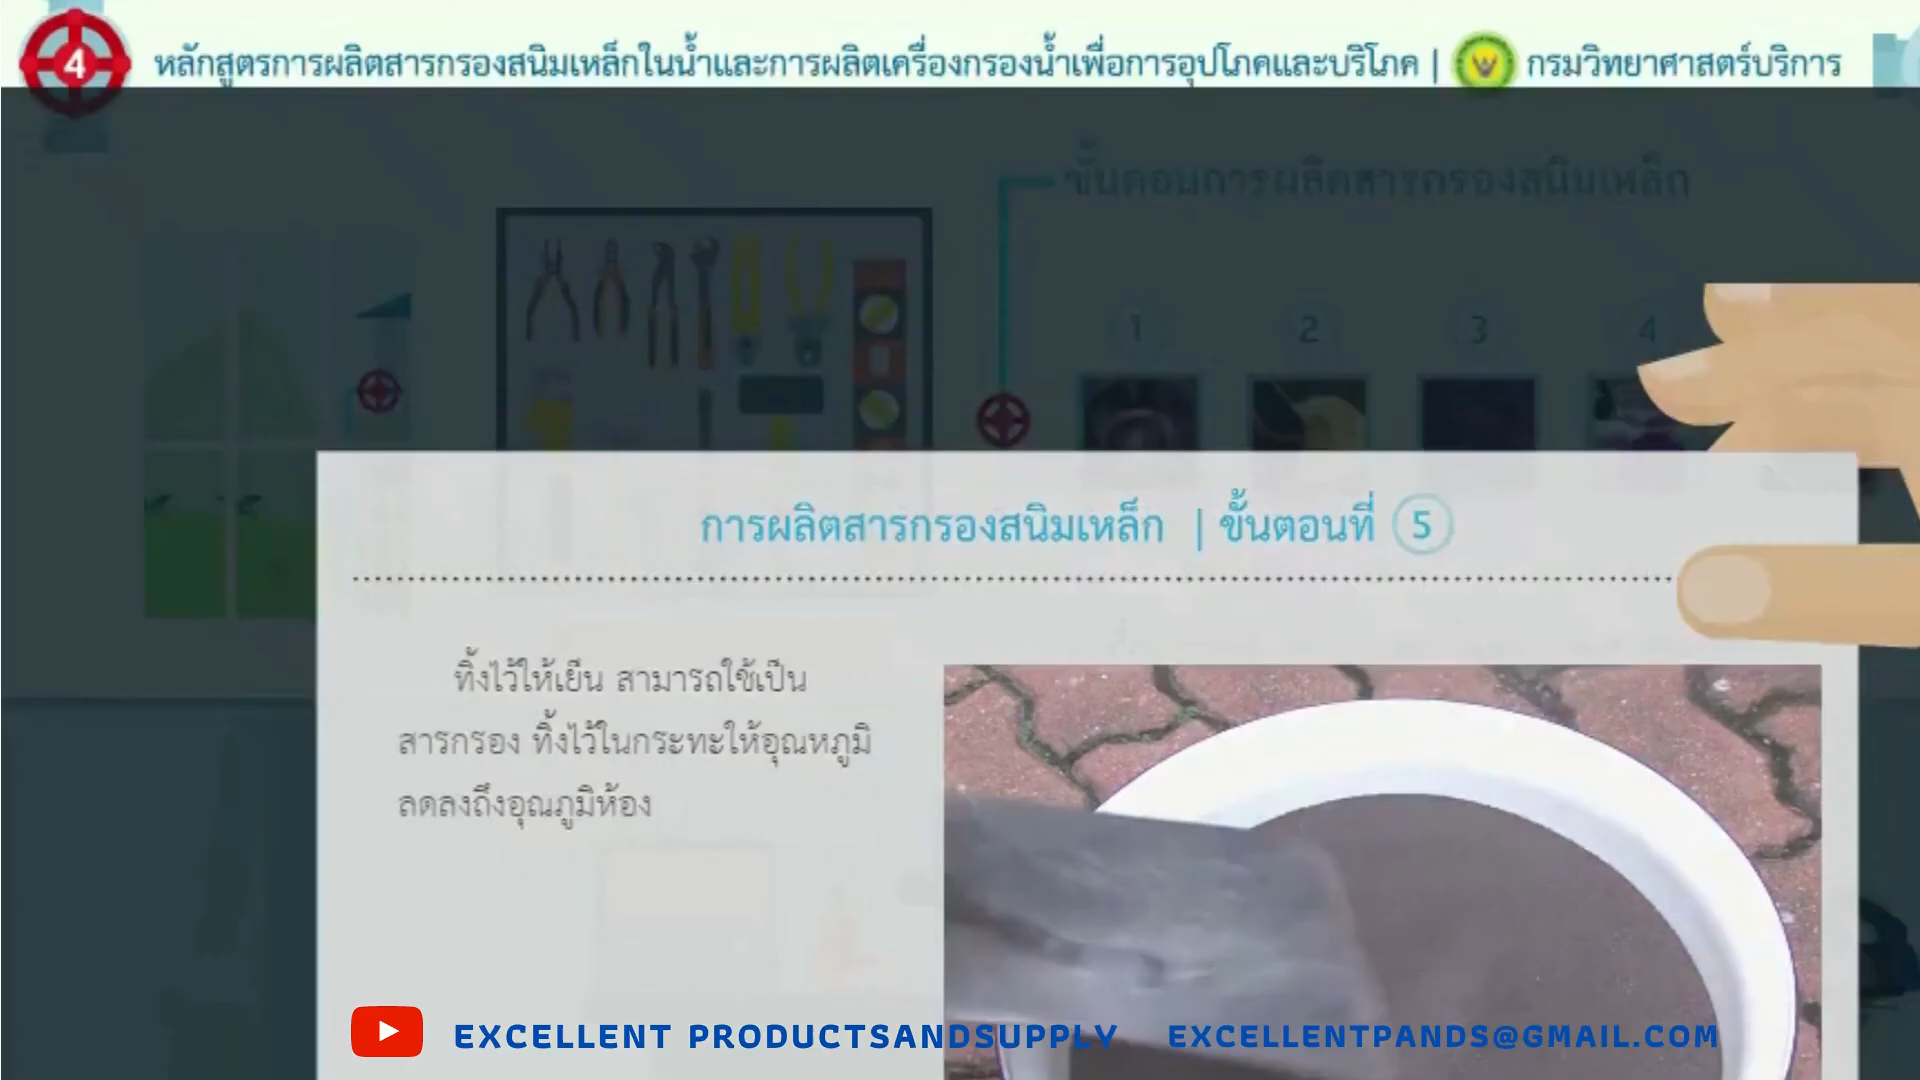 4
หลักสูตรการผลิตสารกรองสนิมเหล็กในน้ำและการผลิตเครื่องกรองน้ำเพื่อการอุปโภคและบริโภค | กรมวิทยาศาสตร์บริการ
ขั้นตอนการผลิตสารกรองสนิมเหล็ก
1 2 3 4
การผลิตสารกรองสนิมเหล็ก | ขั้นตอนที่ 5
ทิ้งไว้ให้เย็น สามารถใช้เป็น
สารกรอง ทิ้งไว้ในกระทะให้อุณหภูมิ
ลดลงถึงอุณภูมิห้อง
EXCELLENT PRODUCTSANDSUPPLY EXCELLENTPANDS@GMAIL.COM